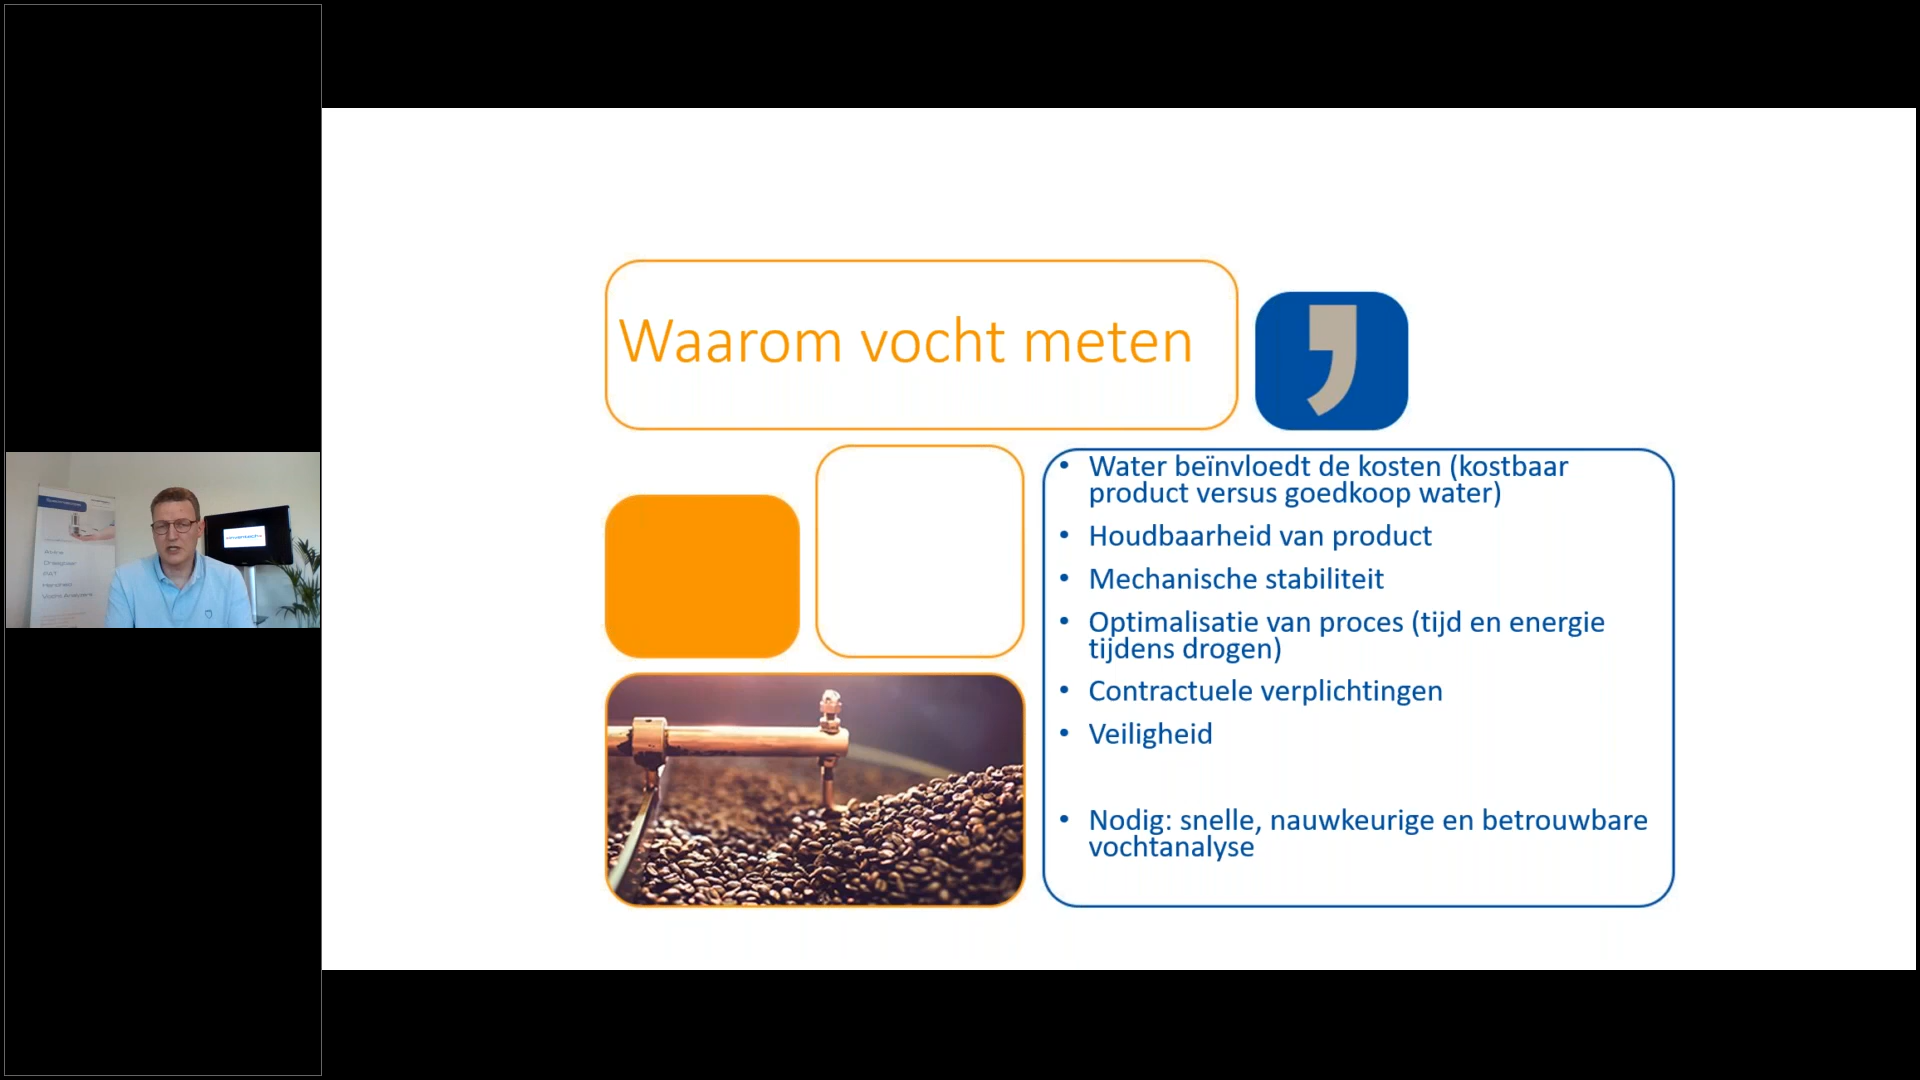 Waarom vocht meten
• Water beïnvloedt de kosten (kostbaar
product versus goedkoop water)
• Houdbaarheid van product
• Mechanische stabiliteit
• Optimalisatie van proces (tijd en energie
tijdens drogen)
• Contractuele verplichtingen
• Veiligheid
• Nodig: snelle, nauwkeurige en betrouwbare
vochtanalyse